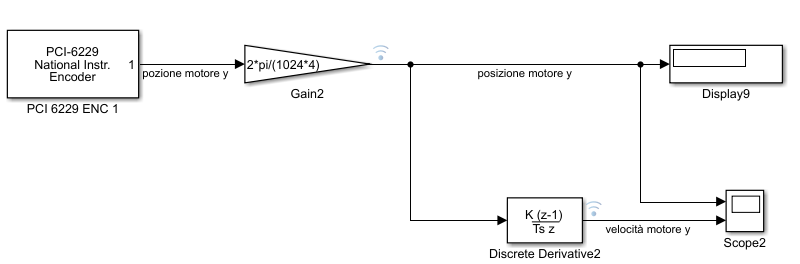 PCI-6229
National Instr.
Encoder
1
PCI 6229 ENC 1
pozione motore y
2*pi/(1024*4)
Gain2
posizione motore y
Display9
K (z-1)
Ts z
Discrete Derivative2
velocità motore y
Scope2